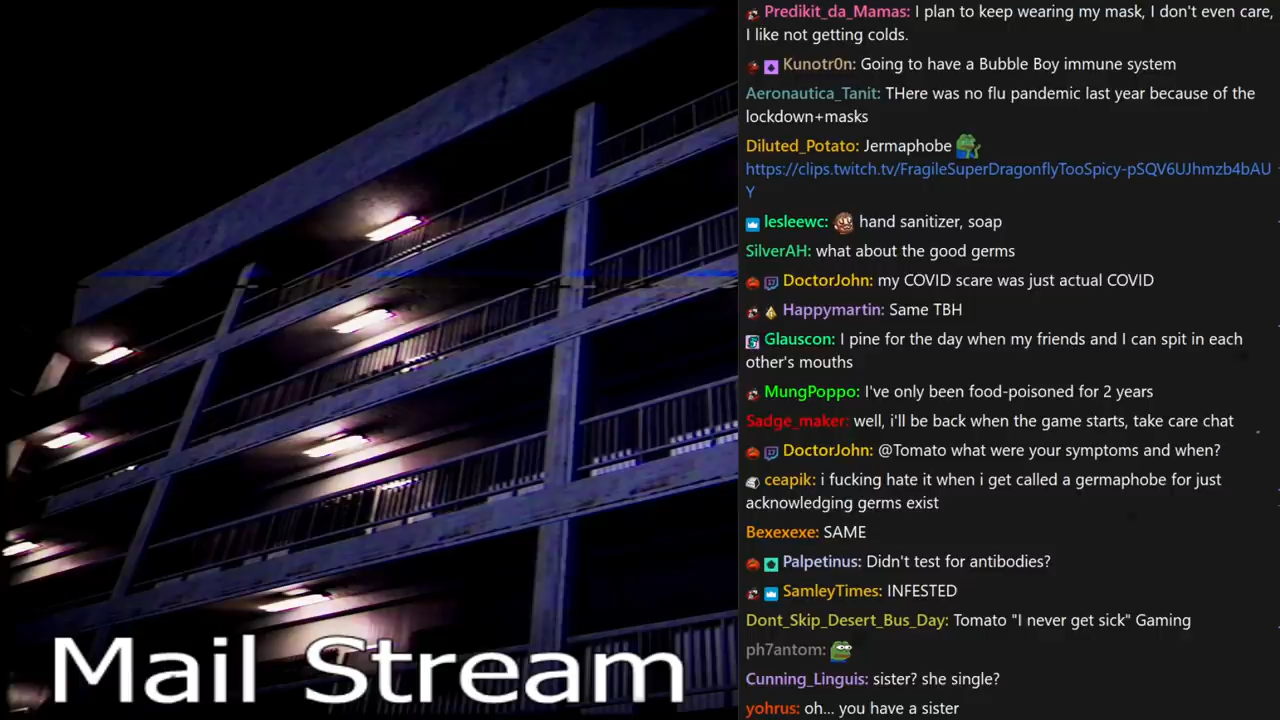 Predikit_da_Mamas: I plan to keep wearing my mask, I don't even care,
I like not getting colds.
Kunotr0n: Going to have a Bubble Boy immune system
Aeronautica_Tanit: THere was no flu pandemic last year because of the
lockdown+masks
Diluted_Potato: Jermaphobe
https://clips.twitch.tv/FragileSuperDragonflyTooSpicy-pSQV6UJhmzb4bAU
Y
lesleewc: hand sanitizer, soap
SilverAH: what about the good germs
DoctorJohn: my COVID scare was just actual COVID
Happymartin: Same TBH
Glauscon: I pine for the day when my friends and I can spit in each
other's mouths
MungPoppo: I've only been food-poisoned for 2 years
Sadge_maker: well, i'll be back when the game starts, take care chat
DoctorJohn: @Tomato what were your symptoms and when?
ceapik: i fucking hate it when i get called a germaphobe for just
acknowledging germs exist
Bexexexe: SAME
Palpetinus: Didn't test for antibodies?
SamleyTimes: INFESTED
Dont_Skip_Desert_Bus_Day: Tomato "I never get sick" Gaming
ph7antom:
Cunning_Linguis: sister? she single?
yohrus: oh... you have a sister
Mail Stream